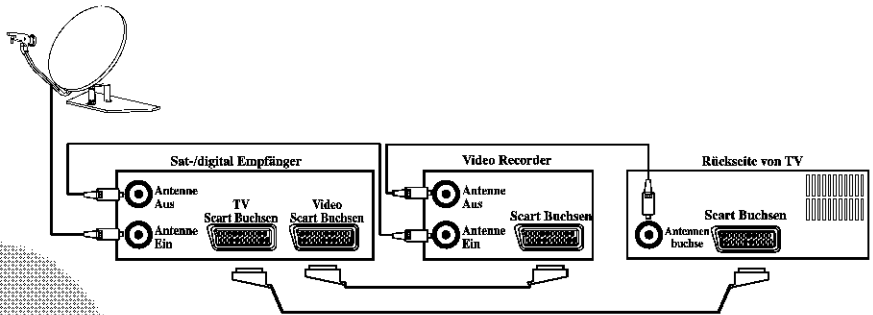 Sat-/digital Empfänger
Antenne
Aus
TV
Scart Buchsen
Video
Scart Buchsen
Antenne
Ein
Video Recorder
Antenne
Aus
Scart Buchsen
Antenne
Ein
Rückseite von TV
Antennen
buchse
Scart Buchsen